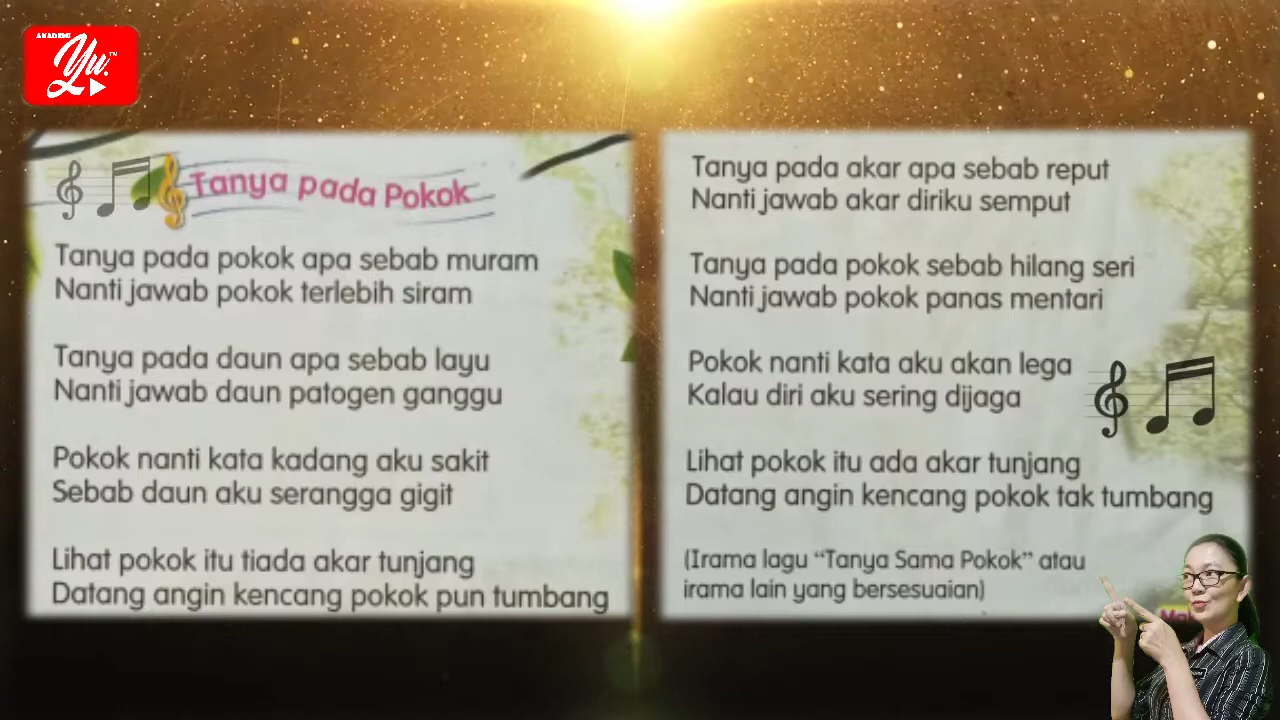 AKADEMI
Yu.
TM
Tanya pada Pokok
Tanya pada pokok apa sebab muram
Nanti jawab pokok terlebih siram
Tanya pada daun apa sebab layu
Nanti jawab daun patogen ganggu
Pokok nanti kata kadang aku sakit
Sebab daun aku serangga gigit
Lihat pokok itu tiada akar tunjang
Datang angin kencang pokok pun tumbang
Tanya pada akar apa sebab reput
Nanti jawab akar diriku semput
Tanya pada pokok sebab hilang seri
Nanti jawab pokok panas mentari
Pokok nanti kata aku akan lega
Kalau diri aku sering dijaga
Lihat pokok itu ada akar tunjang
Datang angin kencang pokok tak tumbang
(Irama lagu “Tanya Sama Pokok” atau
irama lain yang bersesuaian)